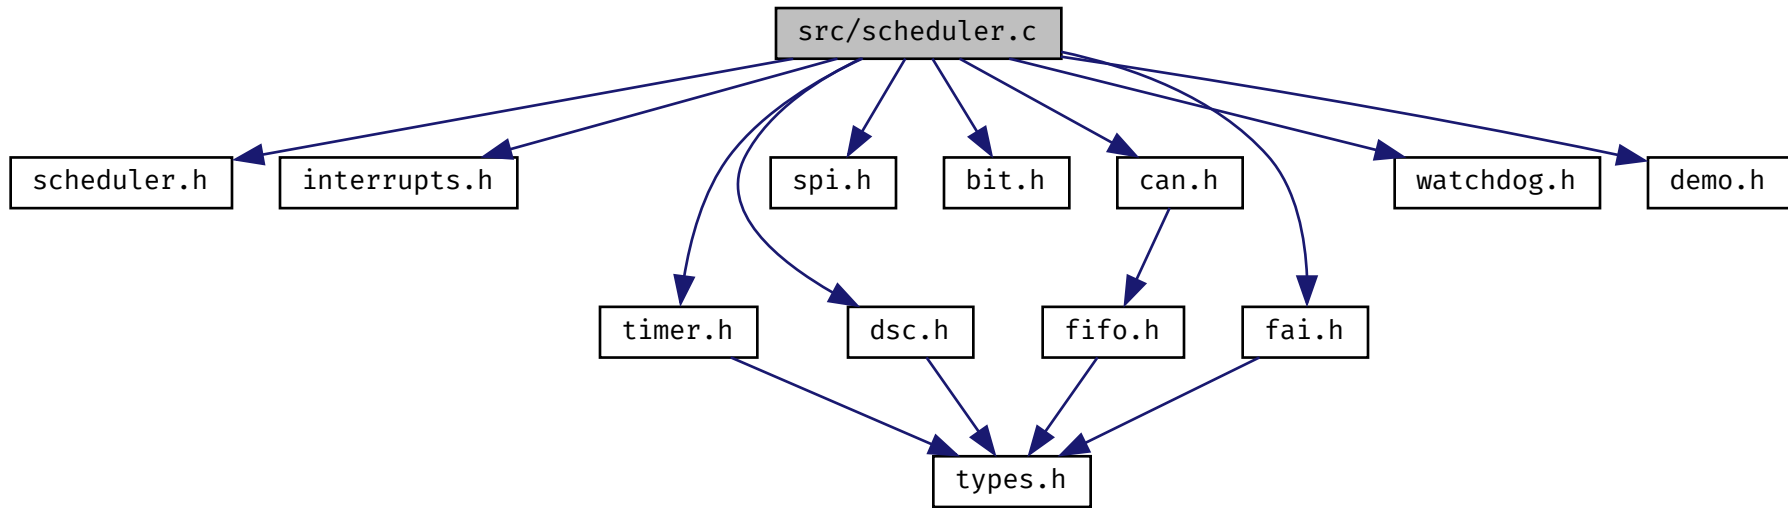 src/scheduler.c
scheduler.h
interrupts.h
spi.h
bit.h
can.h
watchdog.h
demo.h
timer.h
dsc.h
fifo.h
fai.h
types.h